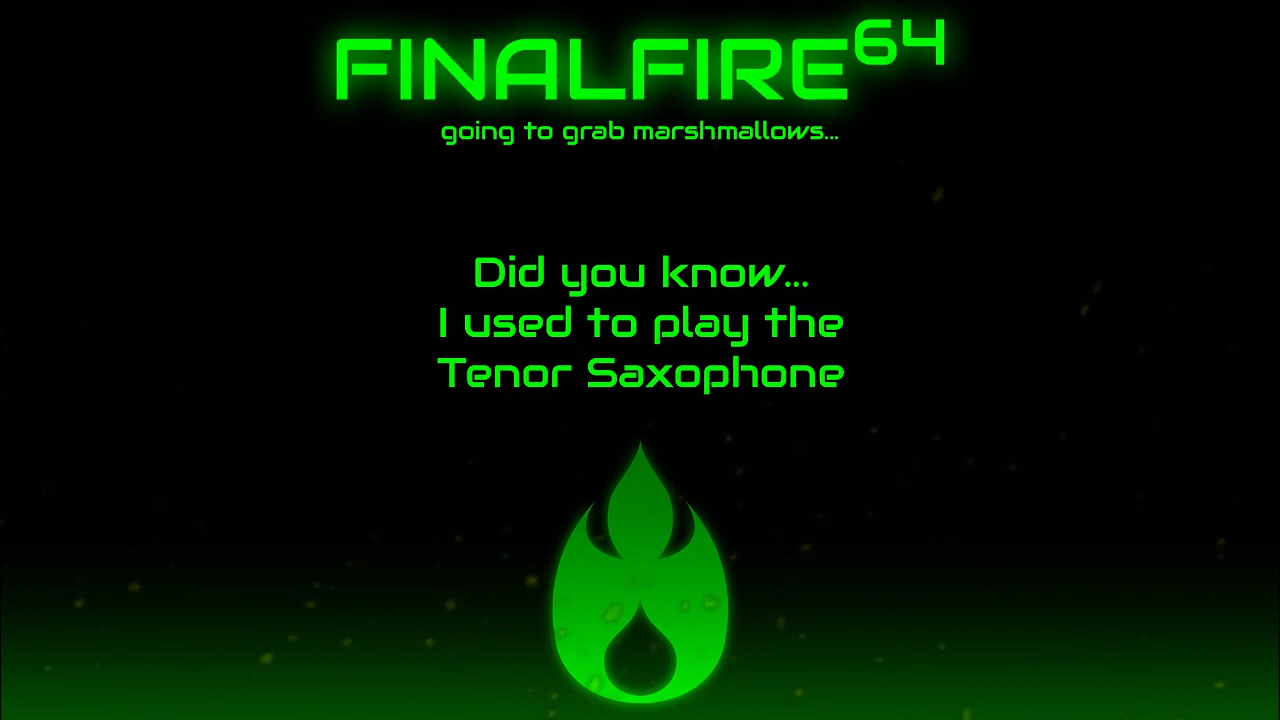 FINALFIRE⁶⁴
going to grab marshmallows...
Did you know...
I used to play the
Tenor Saxophone